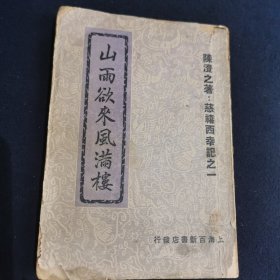 陳澄之著：慈禧西幸記之一
山雨欲來風滿樓
上海百新書店發行